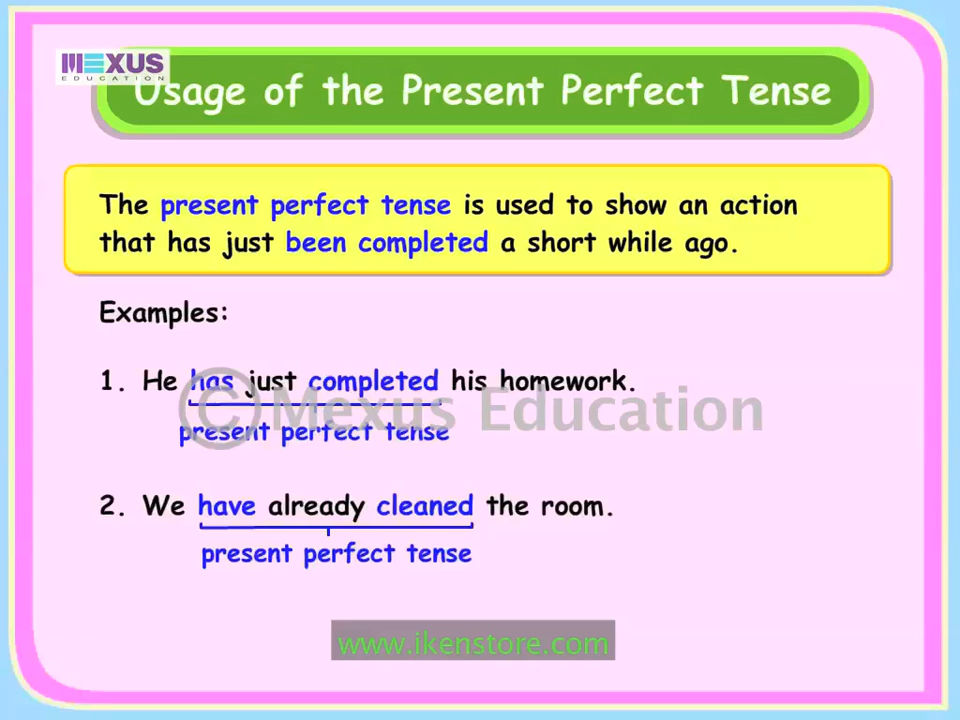 MEXUS
EDUCATION
Usage of the Present Perfect Tense
The present perfect tense is used to show an action
that has just been completed a short while ago.
Examples:
1. He has just completed his homework.
© Mexus Education
present perfect tense
2. We have already cleaned the room.
present perfect tense
www.ikenstore.com